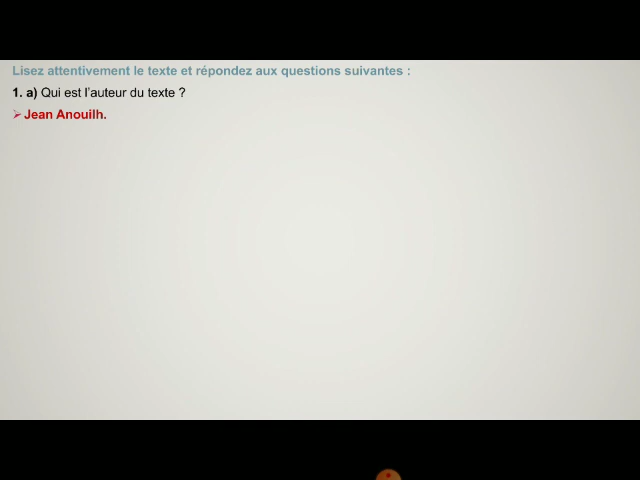 Lisez attentivement le texte et répondez aux questions suivantes :
1. a) Qui est l'auteur du texte ?
➢ Jean Anouilh.